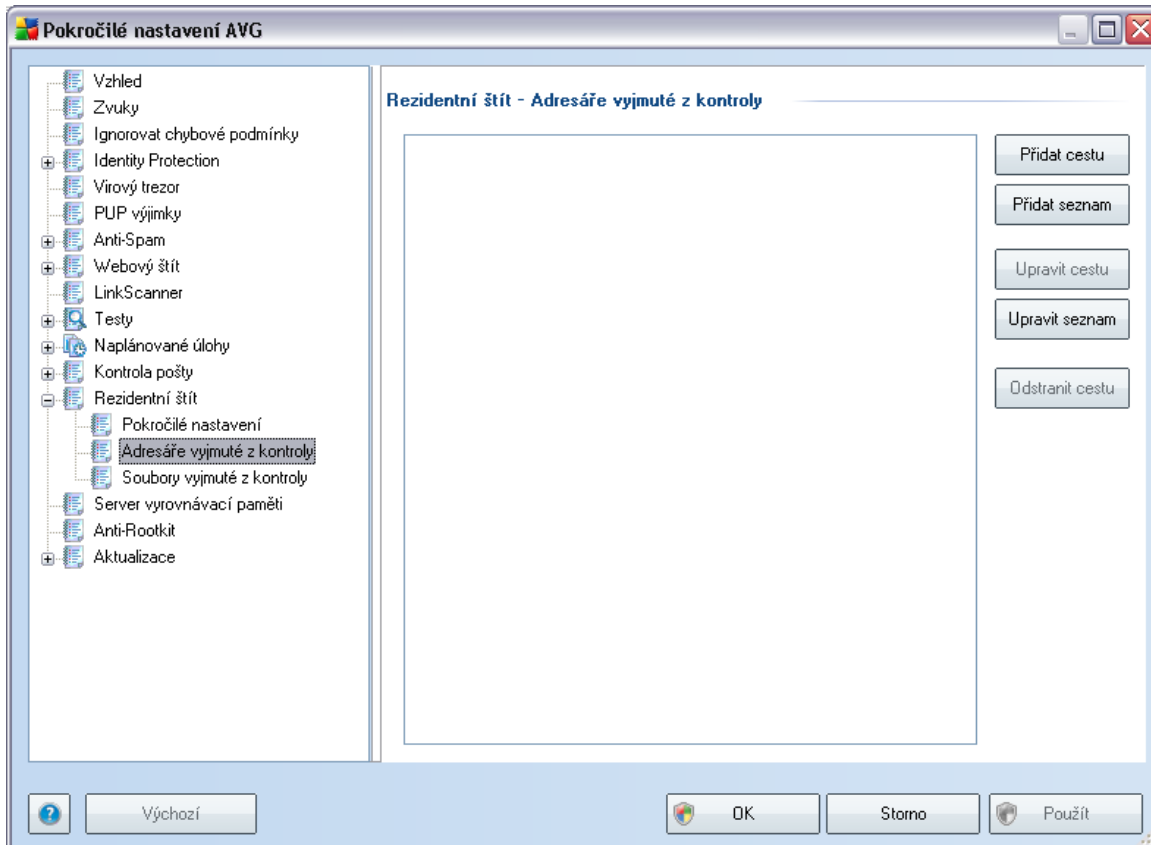 Pokročilé nastavení AVG
Vzhled
Zvuky
Ignorovat chybové podmínky
Identity Protection
Virový trezor
PUP výjimky
Anti-Spam
Webový štít
LinkScanner
Testy
Naplánované úlohy
Kontrola pošty
Rezidentní štít
Pokročilé nastavení
Adresáře vyjmuté z kontroly
Soubory vyjmuté z kontroly
Server vyrovnávací paměti
Anti-Rootkit
Aktualizace
Rezidentní štít - Adresáře vyjmuté z kontroly
Přidat cestu
Přidat seznam
Upravit cestu
Upravit seznam
Odstranit cestu
?
Výchozí
OK
Storno
Použít